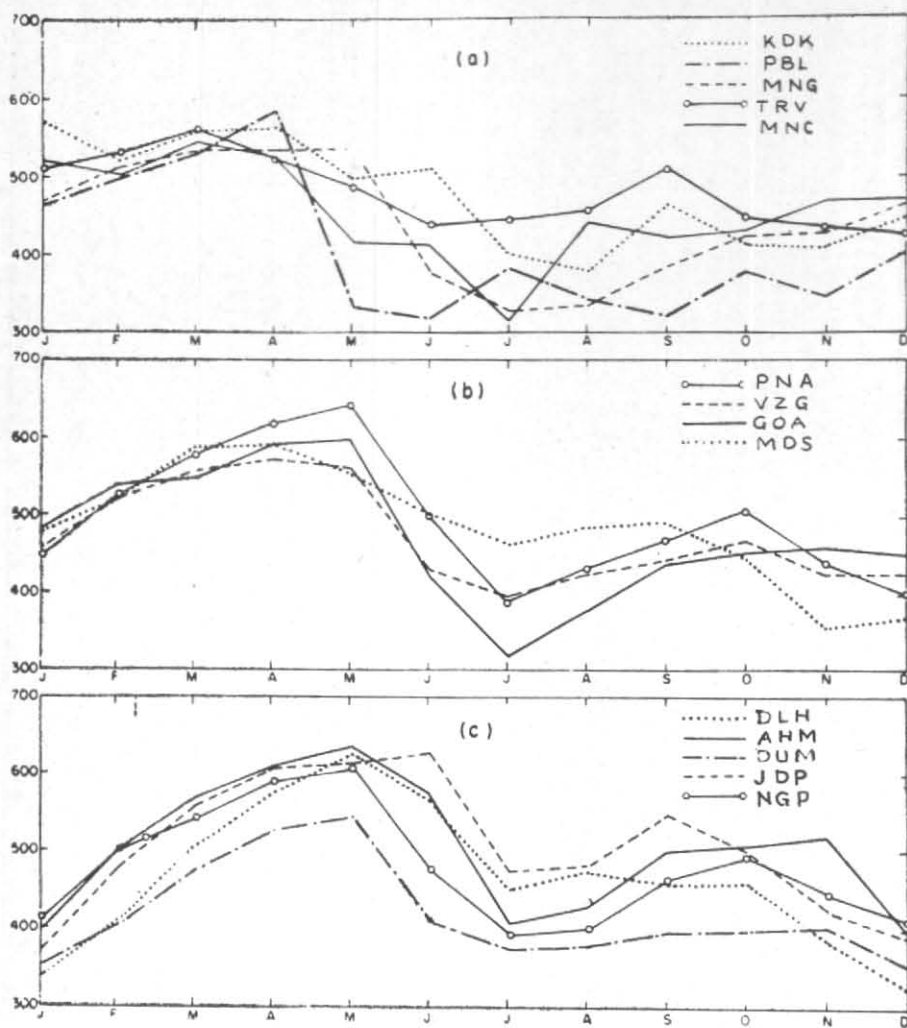 700
(a)
KDK
PBL
600
MNG
TRV
MNC
500
400
300
J F M A M J J A S O N D
700
(b)
PNA
VZG
600
GOA
MDS
500
400
300
J F M A M J J A S O N D
700
(c)
DLH
AHM
600
DUM
JDP
NGP
500
400
300
J F M A M J J A S O N D